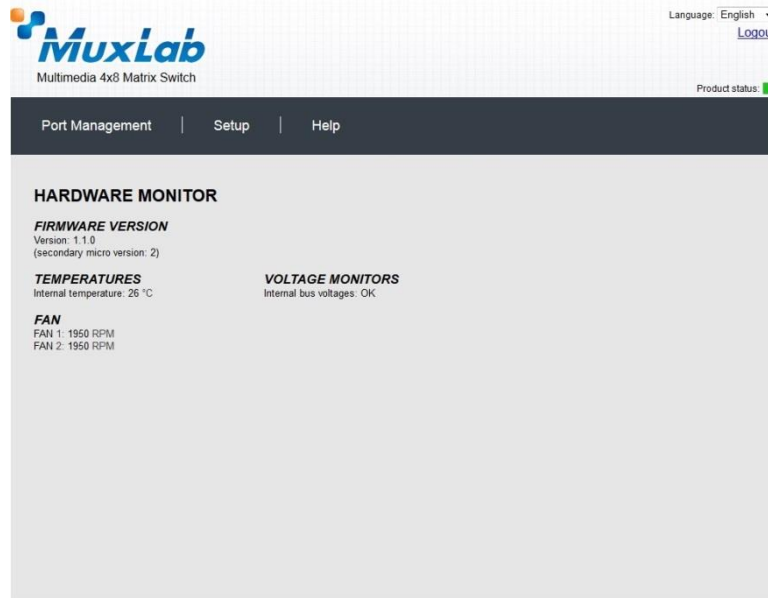 Language: English
Logou
MuxLab
Multimedia 4x8 Matrix Switch
Product status:
Port Management | Setup | Help
HARDWARE MONITOR
FIRMWARE VERSION
Version: 1.1.0
(secondary micro version: 2)
TEMPERATURES VOLTAGE MONITORS
Internal temperature: 26 °C Internal bus voltages: OK
FAN
FAN 1: 1950 RPM
FAN 2: 1950 RPM